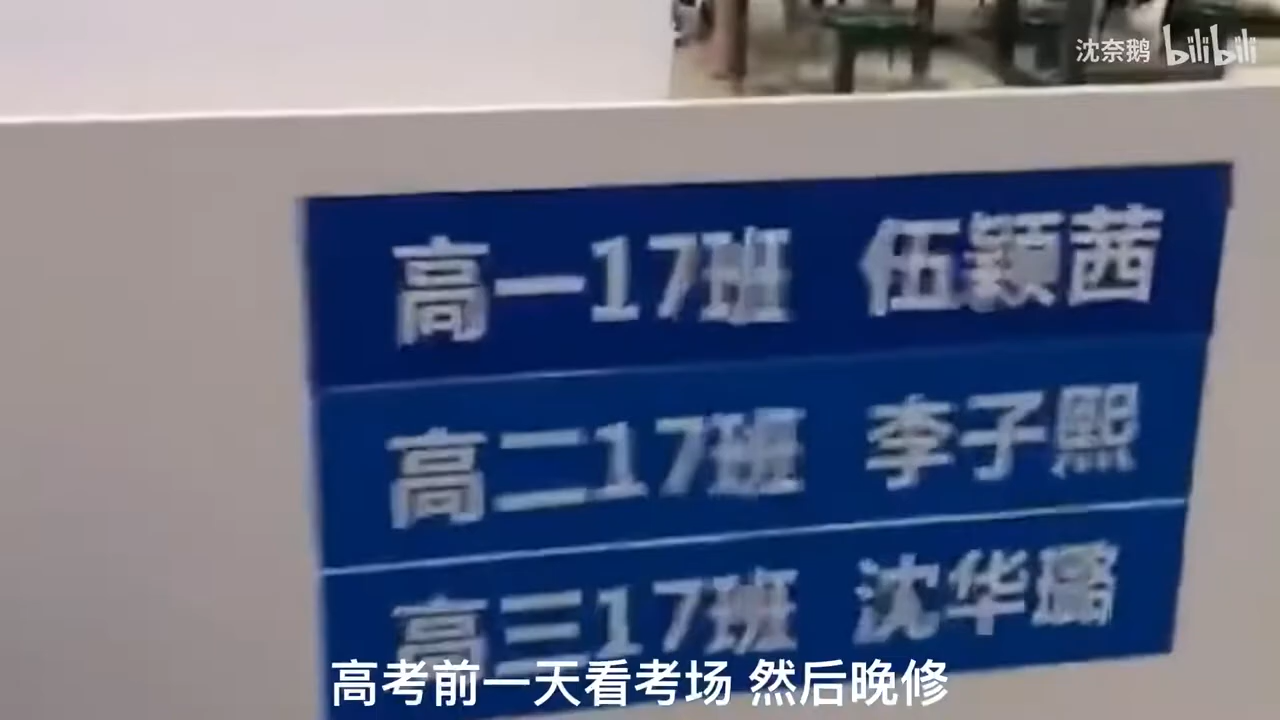 沈奈鹅 bilibili
高一17班 伍颖茜
高二17班 李子熙
高三17班 沈华璐
高考前一天看考场 然后晚修